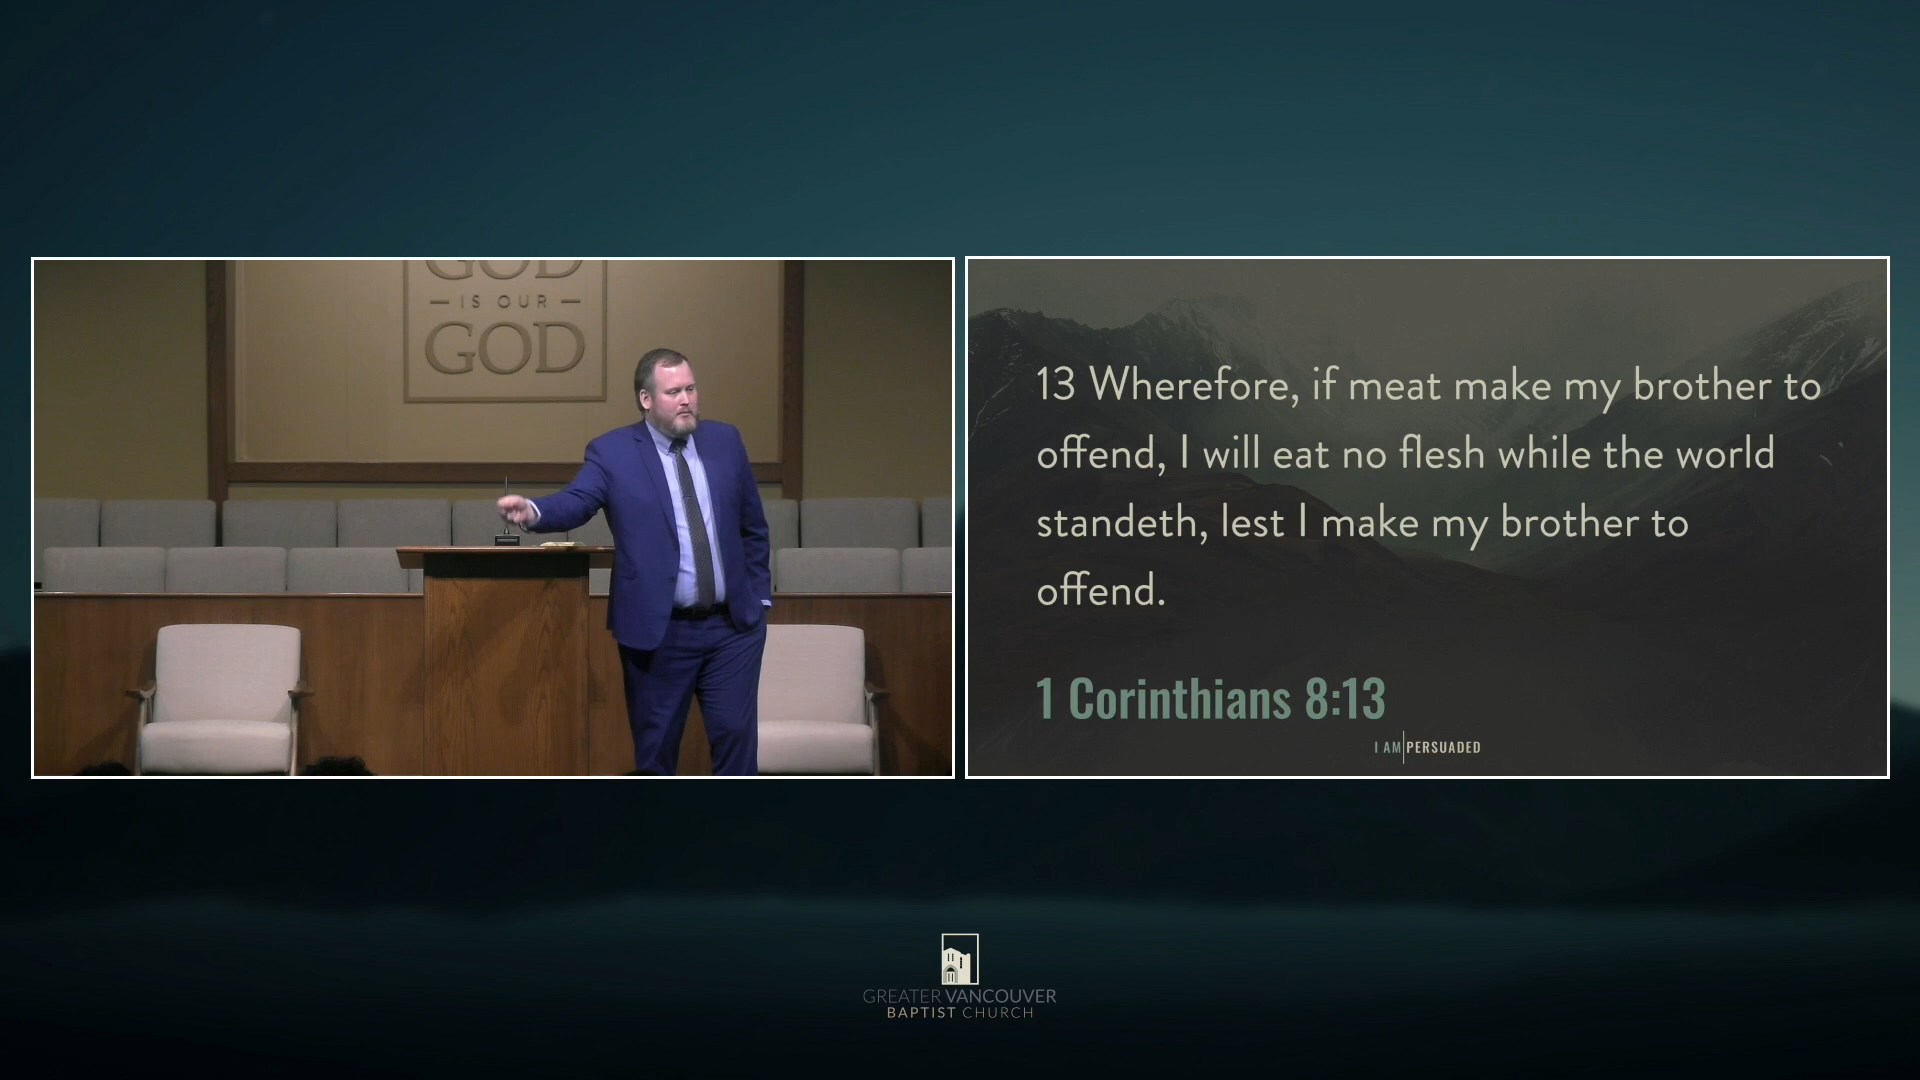 GOD
IS OUR
GOD
13 Wherefore, if meat make my brother to
offend, I will eat no flesh while the world
standeth, lest I make my brother to
offend.
1 Corinthians 8:13
I AM PERSUADED
GREATER VANCOUVER
BAPTIST CHURCH